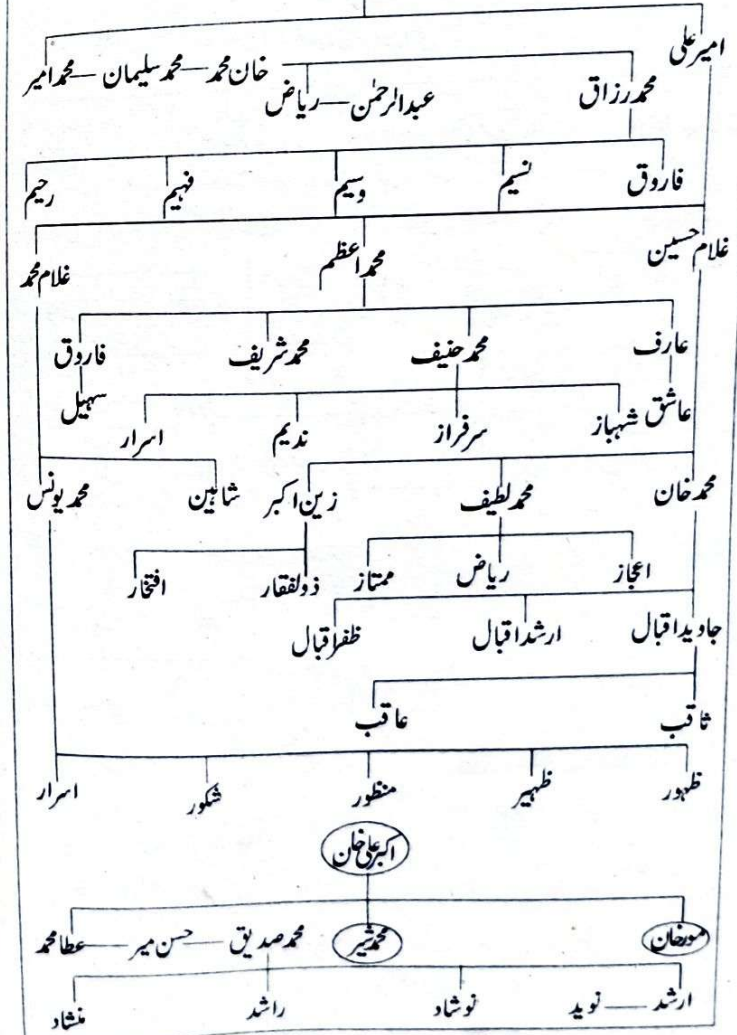 امیر علی
محمد امیر — محمد سلیمان — خان محمد
محمد رزاق
عبدالرحمٰن — ریاض
فاروق نسیم وسیم فہیم رحیم
غلام حسین محمد اعظم غلام محمد
عارف محمد حنیف محمد شریف فاروق
عاشق شہباز سرفراز ندیم اسرار سہیل
محمد خان محمد لطیف زین اکبر شاہین محمد یونس
اعجاز ریاض ممتاز ذولفقار افتخار
جاوید اقبال ارشد اقبال ظفر اقبال
ثاقب عاقب
ظہور ظہیر منظور شکور اسرار
اکبر علی خان
محمد شیر محمد صدیق — حسن میر — عطا محمد
ارشد — نوید نوشاد راشد منشاد